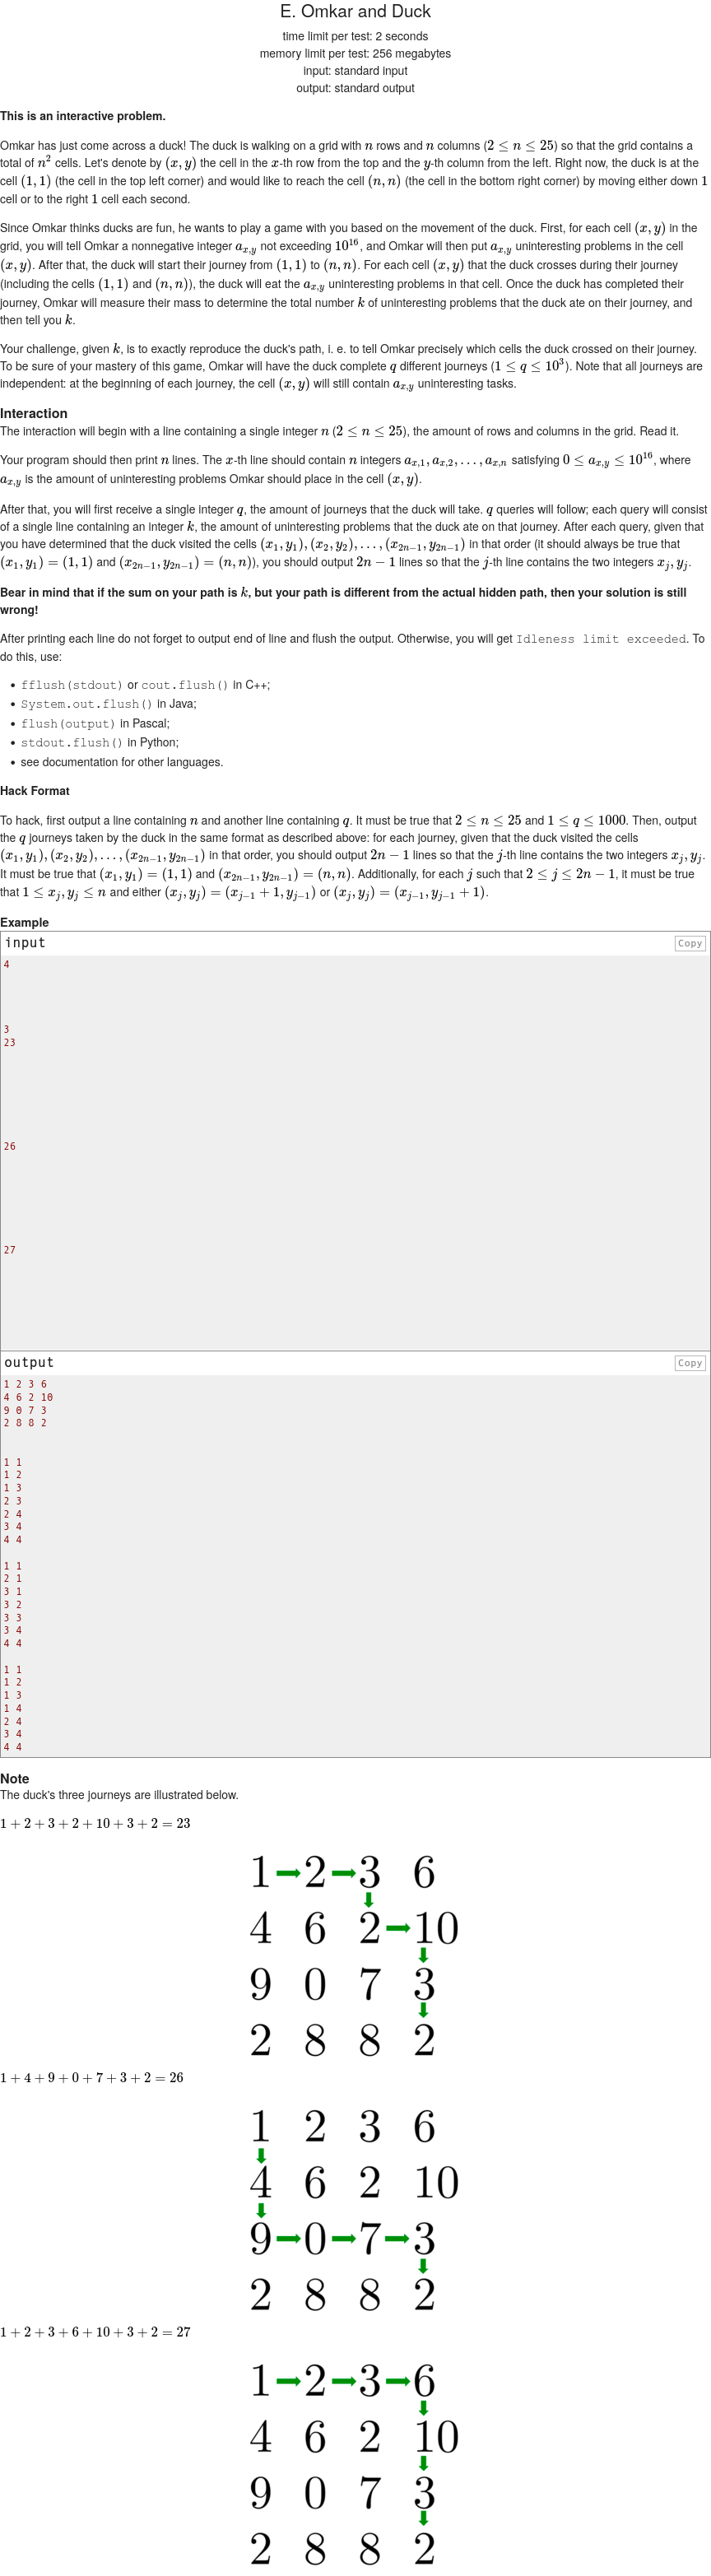 E. Omkar and Duck
time limit per test: 2 seconds
memory limit per test: 256 megabytes
input: standard input
output: standard output
This is an interactive problem.
Omkar has just come across a duck! The duck is walking on a grid with n rows and n columns (2 ≤ n ≤ 25) so that the grid contains a
total of n² cells. Let's denote by (x, y) the cell in the x-th row from the top and the y-th column from the left. Right now, the duck is at the
cell (1, 1) (the cell in the top left corner) and would like to reach the cell (n, n) (the cell in the bottom right corner) by moving either down 1
cell or to the right 1 cell each second.
Since Omkar thinks ducks are fun, he wants to play a game with you based on the movement of the duck. First, for each cell (x, y) in the
grid, you will tell Omkar a nonnegative integer a_{x,y} not exceeding 10^{16}, and Omkar will then put a_{x,y} uninteresting problems in the cell
(x, y). After that, the duck will start their journey from (1, 1) to (n, n). For each cell (x, y) that the duck crosses during their journey
(including the cells (1, 1) and (n, n)), the duck will eat the a_{x,y} uninteresting problems in that cell. Once the duck has completed their
journey, Omkar will measure their mass to determine the total number k of uninteresting problems that the duck ate on their journey, and
then tell you k.
Your challenge, given k, is to exactly reproduce the duck's path, i. e. to tell Omkar precisely which cells the duck crossed on their journey.
To be sure of your mastery of this game, Omkar will have the duck complete q different journeys (1 ≤ q ≤ 10³). Note that all journeys are
independent: at the beginning of each journey, the cell (x, y) will still contain a_{x,y} uninteresting tasks.
Interaction
The interaction will begin with a line containing a single integer n (2 ≤ n ≤ 25), the amount of rows and columns in the grid. Read it.
Your program should then print n lines. The x-th line should contain n integers a_{x,1}, a_{x,2}, . . . , a_{x,n} satisfying 0 ≤ a_{x,y} ≤ 10^{16}, where
a_{x,y} is the amount of uninteresting problems Omkar should place in the cell (x, y).
After that, you will first receive a single integer q, the amount of journeys that the duck will take. q queries will follow; each query will consist
of a single line containing an integer k, the amount of uninteresting problems that the duck ate on that journey. After each query, given that
you have determined that the duck visited the cells (x₁, y₁), (x₂, y₂), . . . , (x_{2n−1}, y_{2n−1}) in that order (it should always be true that
(x₁, y₁) = (1, 1) and (x_{2n−1}, y_{2n−1}) = (n, n)), you should output 2n − 1 lines so that the j-th line contains the two integers x_j, y_j.
Bear in mind that if the sum on your path is k, but your path is different from the actual hidden path, then your solution is still
wrong!
After printing each line do not forget to output end of line and flush the output. Otherwise, you will get Idleness limit exceeded. To
do this, use:
• fflush(stdout) or cout.flush() in C++;
• System.out.flush() in Java;
• flush(output) in Pascal;
• stdout.flush() in Python;
• see documentation for other languages.
Hack Format
To hack, first output a line containing n and another line containing q. It must be true that 2 ≤ n ≤ 25 and 1 ≤ q ≤ 1000. Then, output
the q journeys taken by the duck in the same format as described above: for each journey, given that the duck visited the cells
(x₁, y₁), (x₂, y₂), . . . , (x_{2n−1}, y_{2n−1}) in that order, you should output 2n − 1 lines so that the j-th line contains the two integers x_j, y_j.
It must be true that (x₁, y₁) = (1, 1) and (x_{2n−1}, y_{2n−1}) = (n, n). Additionally, for each j such that 2 ≤ j ≤ 2n − 1, it must be true
that 1 ≤ x_j, y_j ≤ n and either (x_j, y_j) = (x_{j−1} + 1, y_{j−1}) or (x_j, y_j) = (x_{j−1}, y_{j−1} + 1).
Example
input
Copy
4
3
23
26
27
output
Copy
1 2 3 6
4 6 2 10
9 0 7 3
2 8 8 2
1 1
1 2
1 3
2 3
2 4
3 4
4 4
1 1
2 1
3 1
3 2
3 3
3 4
4 4
1 1
1 2
1 3
1 4
2 4
3 4
4 4
Note
The duck's three journeys are illustrated below.
1 + 2 + 3 + 2 + 10 + 3 + 2 = 23
1 2 3 6
4 6 2 10
9 0 7 3
2 8 8 2
1 + 4 + 9 + 0 + 7 + 3 + 2 = 26
1 2 3 6
4 6 2 10
9 0 7 3
2 8 8 2
1 + 2 + 3 + 6 + 10 + 3 + 2 = 27
1 2 3 6
4 6 2 10
9 0 7 3
2 8 8 2